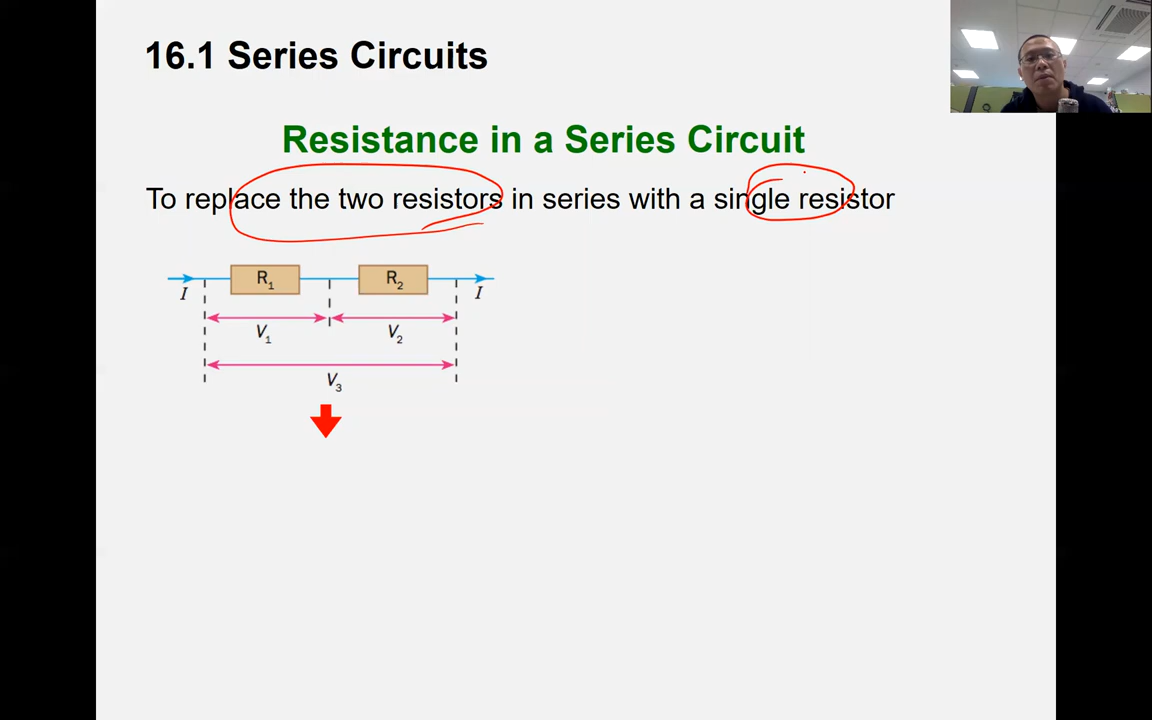 16.1 Series Circuits
Resistance in a Series Circuit
To replace the two resistors in series with a single resistor
R1 R2
I I
V1 V2
V3